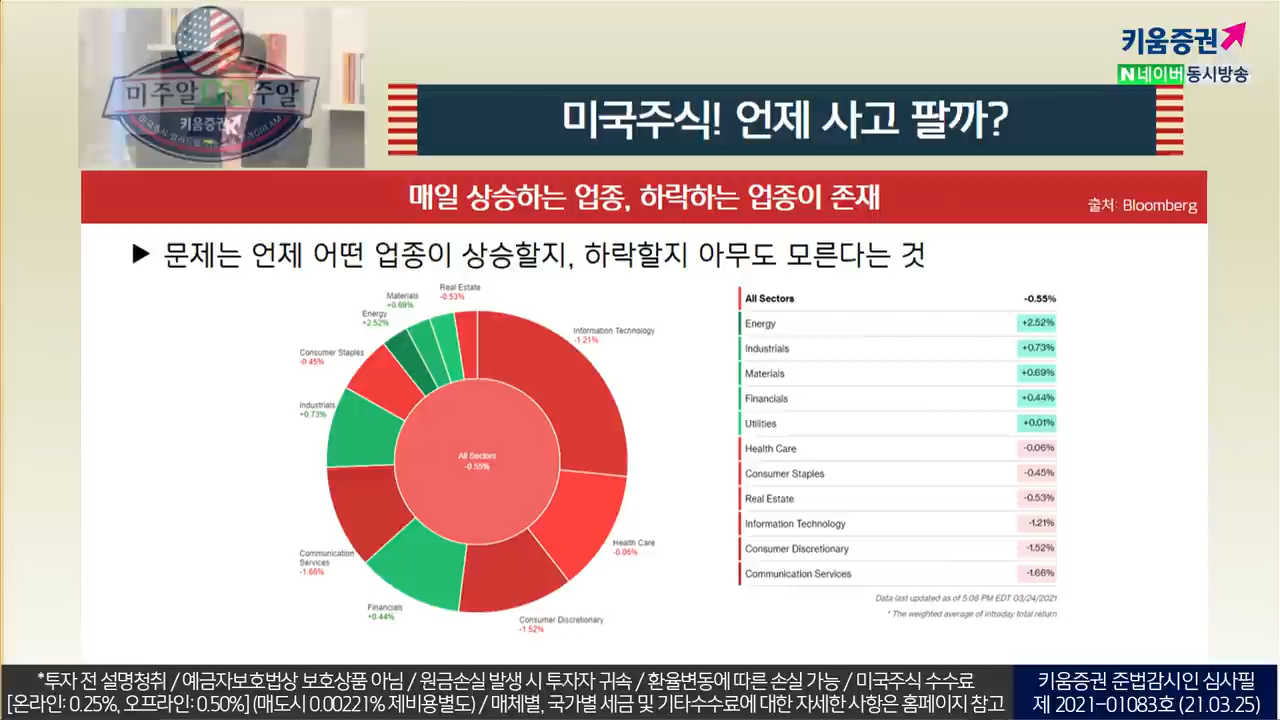 미주알
주알
키움증권
키움증권
N 네이버 동시방송
미국주식! 언제 사고 팔까?
매일 상승하는 업종, 하락하는 업종이 존재
출처: Bloomberg
▶ 문제는 언제 어떤 업종이 상승할지, 하락할지 아무도 모른다는 것
Real Estate
-0.53%
Materials
+0.69%
Energy
+2.52%
Information Technology
-1.21%
Consumer Staples
-0.45%
Industrials
+0.73%
All Sectors
-0.55%
Communication
Services
-1.66%
Health Care
-0.06%
Financials
+0.44%
Consumer Discretionary
-1.52%
All Sectors -0.55%
Energy +2.52%
Industrials +0.73%
Materials +0.69%
Financials +0.44%
Utilities +0.01%
Health Care -0.06%
Consumer Staples -0.45%
Real Estate -0.53%
Information Technology -1.21%
Consumer Discretionary -1.52%
Communication Services -1.66%
Data last updated as of 5:08 PM EDT 03/24/2021
* The weighted average of intraday total return
*투자 전 설명청취 / 예금자보호법상 보호상품 아님 / 원금손실 발생 시 투자자 귀속 / 환율변동에 따른 손실 가능 / 미국주식 수수료
[온라인: 0.25%, 오프라인: 0.50%] (매도시 0.00221% 제비용별도) / 매체별, 국가별 세금 및 기타수수료에 대한 자세한 사항은 홈페이지 참고
키움증권 준법감시인 심사필
제 2021-01083호 (21.03.25)